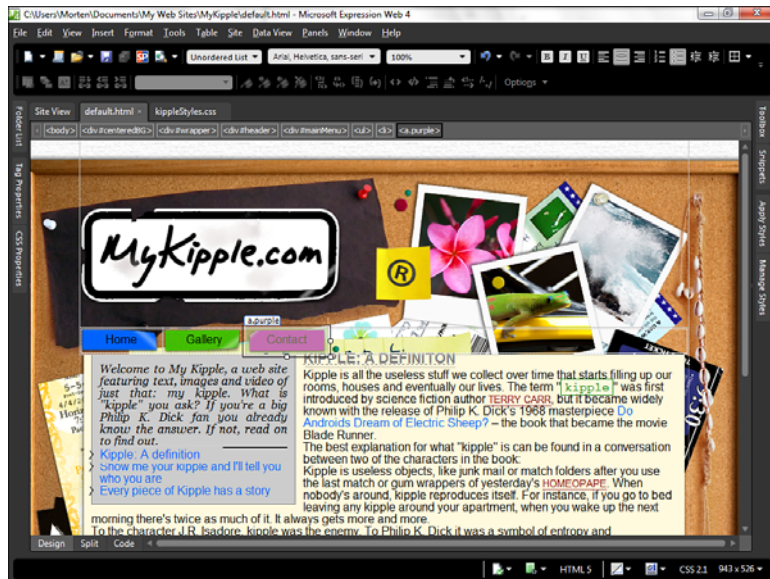 C:\Users\Morten\Documents\My Web Sites\MyKipple\default.html - Microsoft Expression Web 4
File Edit View Insert Format Tools Table Site Data View Panels Window Help
Unordered List Arial, Helvetica, sans-seri 100% B I U
Options
Site View default.html × kippleStyles.css
<body> <div#centeredBG> <div#wrapper> <div#header> <div#mainMenu> <ul> <li> <a.purple>
Folder List
Tag Properties
CSS Properties
Toolbox
Snippets
Apply Styles
Manage Styles
MyKipple.com
®
a.purple
Home Gallery Contact
KIPPLE: A DEFINITON
Welcome to My Kipple, a web site
featuring text, images and video of
just that: my kipple. What is
"kipple" you ask? If you're a big
Philip K. Dick fan you already
know the answer. If not, read on
to find out.
Kipple: A definition
Show me your kipple and I'll tell you
who you are
Every piece of Kipple has a story
Kipple is all the useless stuff we collect over time that starts filling up our
rooms, houses and eventually our lives. The term "kipple" was first
introduced by science fiction author TERRY CARR, but it became widely
known with the release of Philip K. Dick's 1968 masterpiece Do
Androids Dream of Electric Sheep? – the book that became the movie
Blade Runner.
The best explanation for what "kipple" is can be found in a conversation
between two of the characters in the book:
Kipple is useless objects, like junk mail or match folders after you use
the last match or gum wrappers of yesterday's HOMEOPAPE. When
nobody's around, kipple reproduces itself. For instance, if you go to bed
leaving any kipple around your apartment, when you wake up the next
morning there's twice as much of it. It always gets more and more.
To the character J.R. Isadore, kipple was the enemy. To Philip K. Dick it was a symbol of entropy and
Design Split Code
HTML 5 CSS 2.1 943 x 526